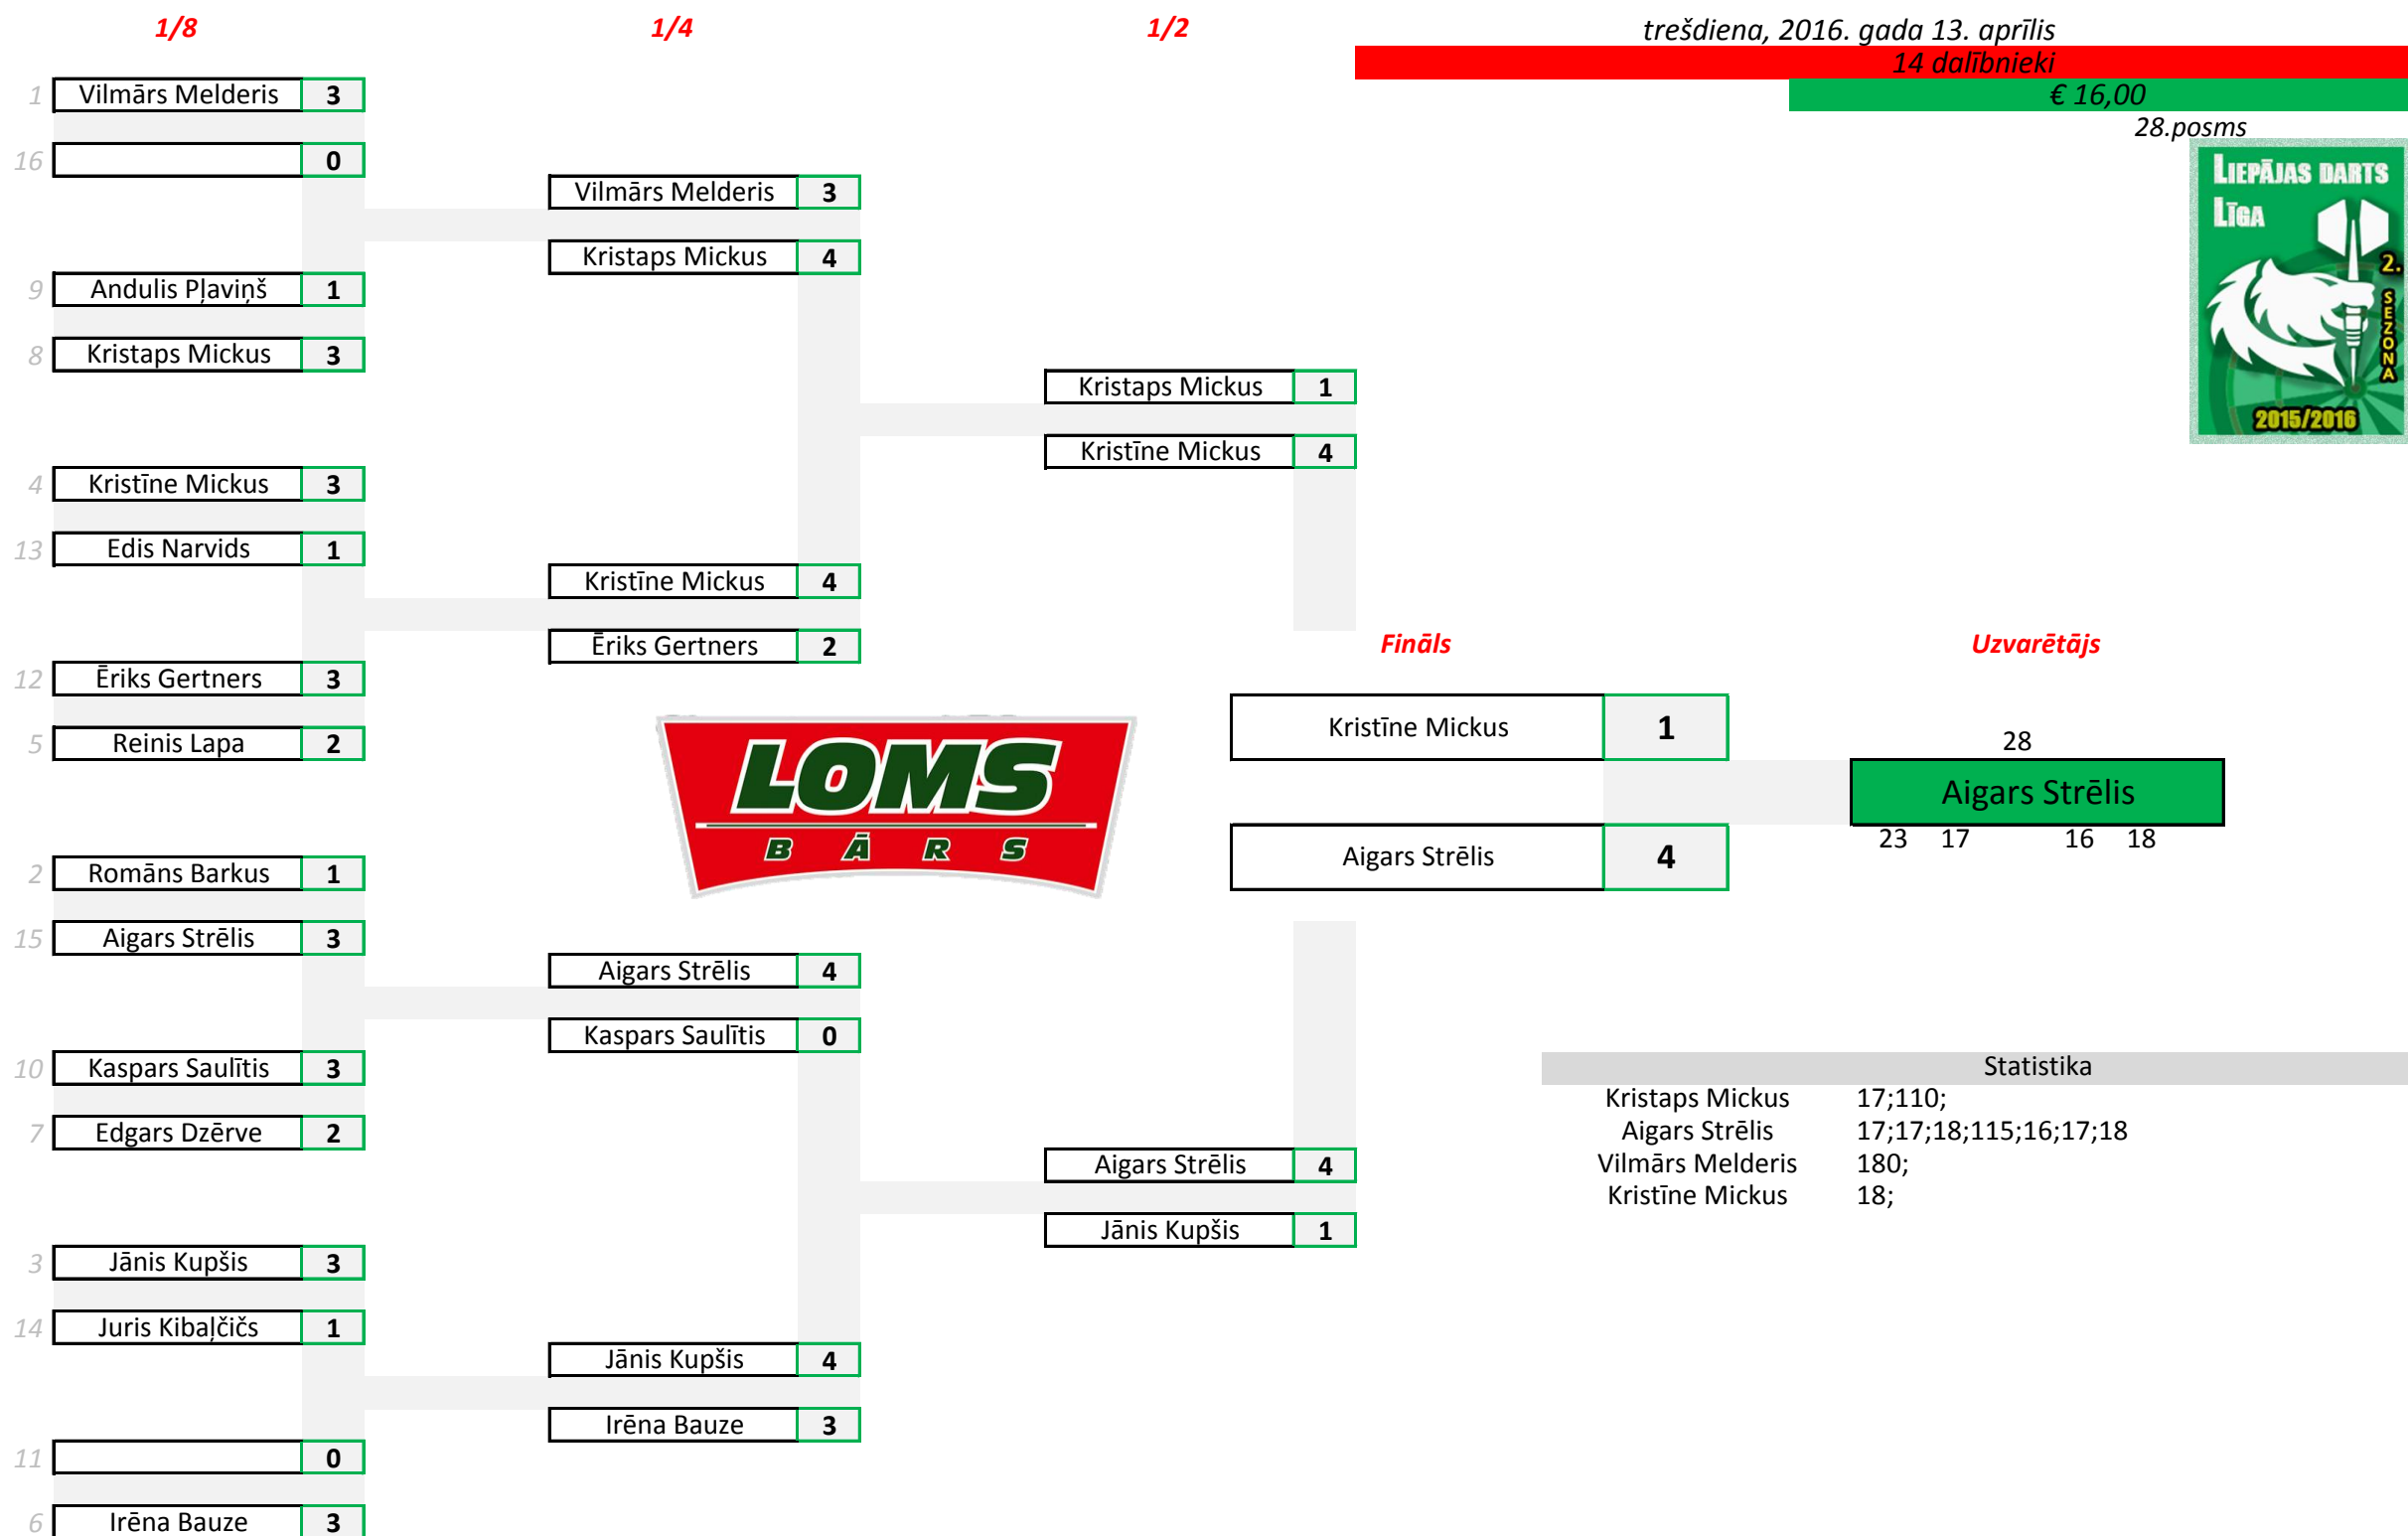 1/8
1/4
1/2
trešdiena, 2016. gada 13. aprīlis
14 dalībnieki
€ 16,00
28.posms
LIEPĀJAS DARTS
LĪGA
2.
SEZONA
2015/2016
1 Vilmārs Melderis 3
16 0
9 Andulis Pļaviņš 1
8 Kristaps Mickus 3
4 Kristīne Mickus 3
13 Edis Narvids 1
12 Ēriks Gertners 3
5 Reinis Lapa 2
2 Romāns Barkus 1
15 Aigars Strēlis 3
10 Kaspars Saulītis 3
7 Edgars Dzērve 2
3 Jānis Kupšis 3
14 Juris Kibaļčičs 1
11 0
6 Irēna Bauze 3
Vilmārs Melderis 3
Kristaps Mickus 4
Kristīne Mickus 4
Ēriks Gertners 2
Aigars Strēlis 4
Kaspars Saulītis 0
Jānis Kupšis 4
Irēna Bauze 3
LOMS
BĀRS
Kristaps Mickus 1
Kristīne Mickus 4
Aigars Strēlis 4
Jānis Kupšis 1
Fināls
Kristīne Mickus 1
Aigars Strēlis 4
Uzvarētājs
28
Aigars Strēlis
23 17 16 18
Statistika
Kristaps Mickus 17;110;
Aigars Strēlis 17;17;18;115;16;17;18
Vilmārs Melderis 180;
Kristīne Mickus 18;